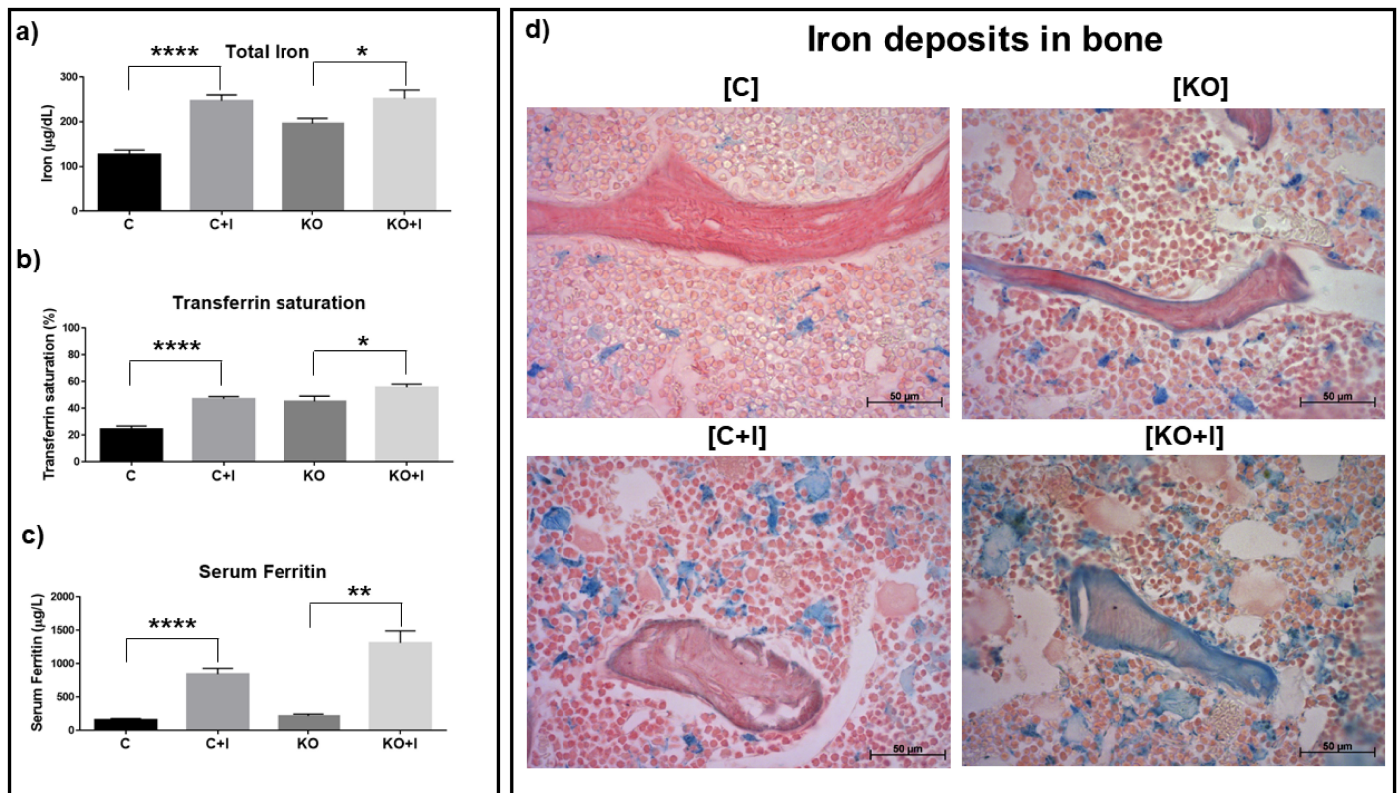 a)
Total Iron
**** *
Iron (µg/dL)
300
200
100
0
C C+I KO KO+I
b)
Transferrin saturation
**** *
Transferrin saturation (%)
100
80
60
40
20
0
C C+I KO KO+I
c)
Serum Ferritin
**** **
Serum Ferritin (µg/L)
2000
1500
1000
500
0
C C+I KO KO+I
d)
Iron deposits in bone
[C] [KO]
50 µm 50 µm
[C+I] [KO+I]
50 µm 50 µm